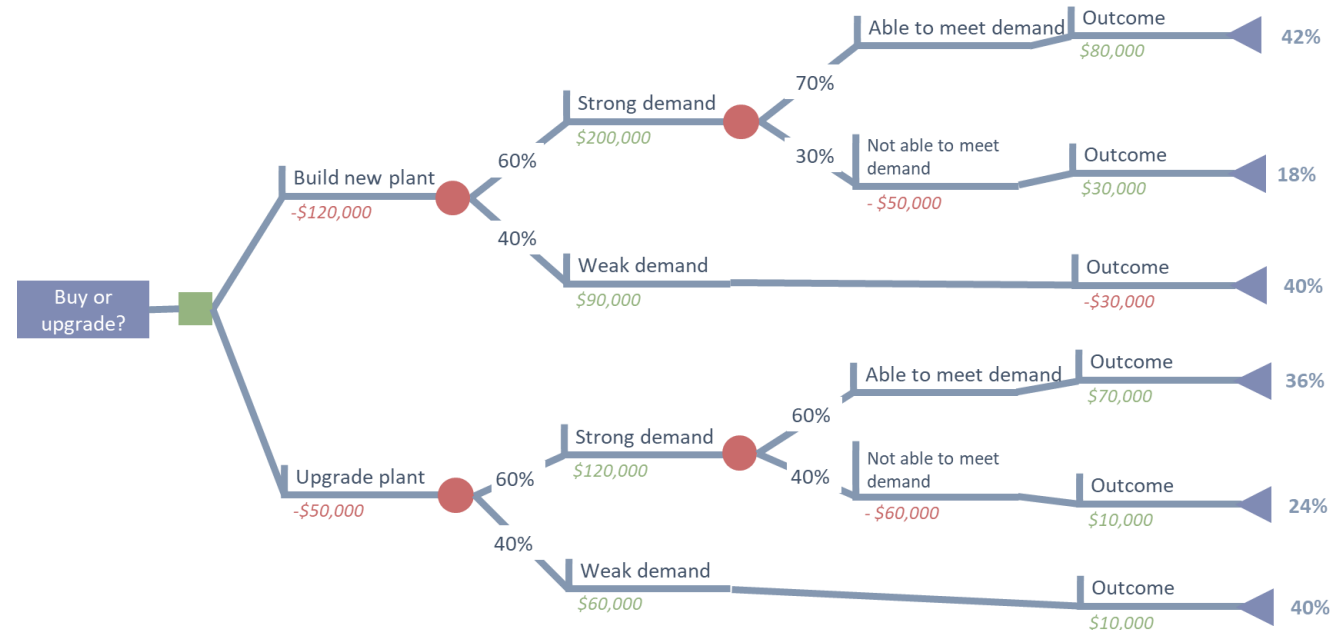 Buy or
upgrade?
Build new plant
-$120,000
60%
Strong demand
$200,000
70%
Able to meet demand
Outcome
$80,000
42%
30%
Not able to meet
demand
- $50,000
Outcome
$30,000
18%
40%
Weak demand
$90,000
Outcome
-$30,000
40%
Upgrade plant
-$50,000
60%
Strong demand
$120,000
60%
Able to meet demand
Outcome
$70,000
36%
40%
Not able to meet
demand
- $60,000
Outcome
$10,000
24%
40%
Weak demand
$60,000
Outcome
$10,000
40%